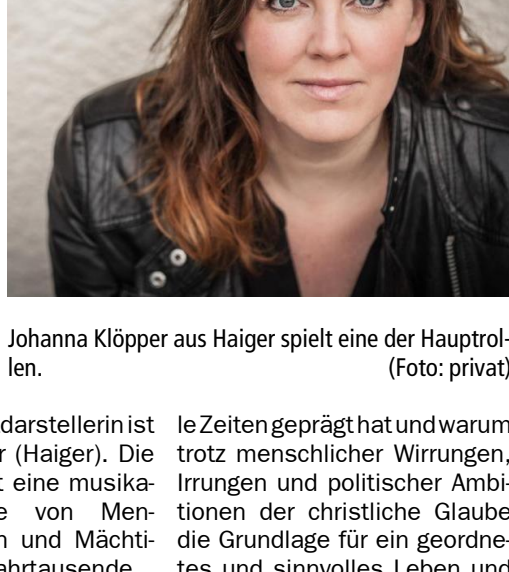 Johanna Klöpper aus Haiger spielt eine der Hauptrol-
len. (Foto: privat)
darstellerin ist
r (Haiger). Die
t eine musika-
e von Men-
n und Mächti-
ahrtausende
le Zeiten geprägt hat und warum
trotz menschlicher Wirrungen,
Irrungen und politischer Ambi-
tionen der christliche Glaube
die Grundlage für ein geordne-
tes und sinnvolles Leben und